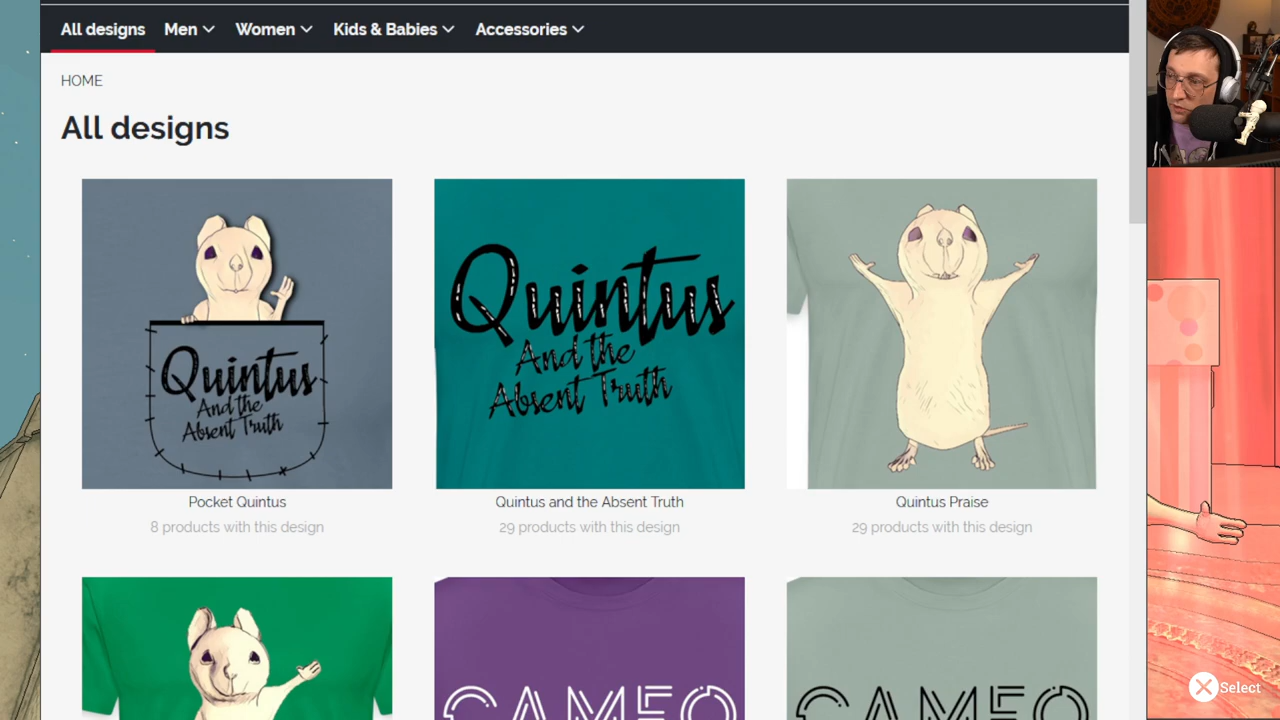 All designs Men Women Kids & Babies Accessories
HOME
All designs
Quintus
And the
Absent Truth
Quintus
And the
Absent Truth
Pocket Quintus
8 products with this design
Quintus and the Absent Truth
29 products with this design
Quintus Praise
29 products with this design
CAMEO
CAMEO
Select